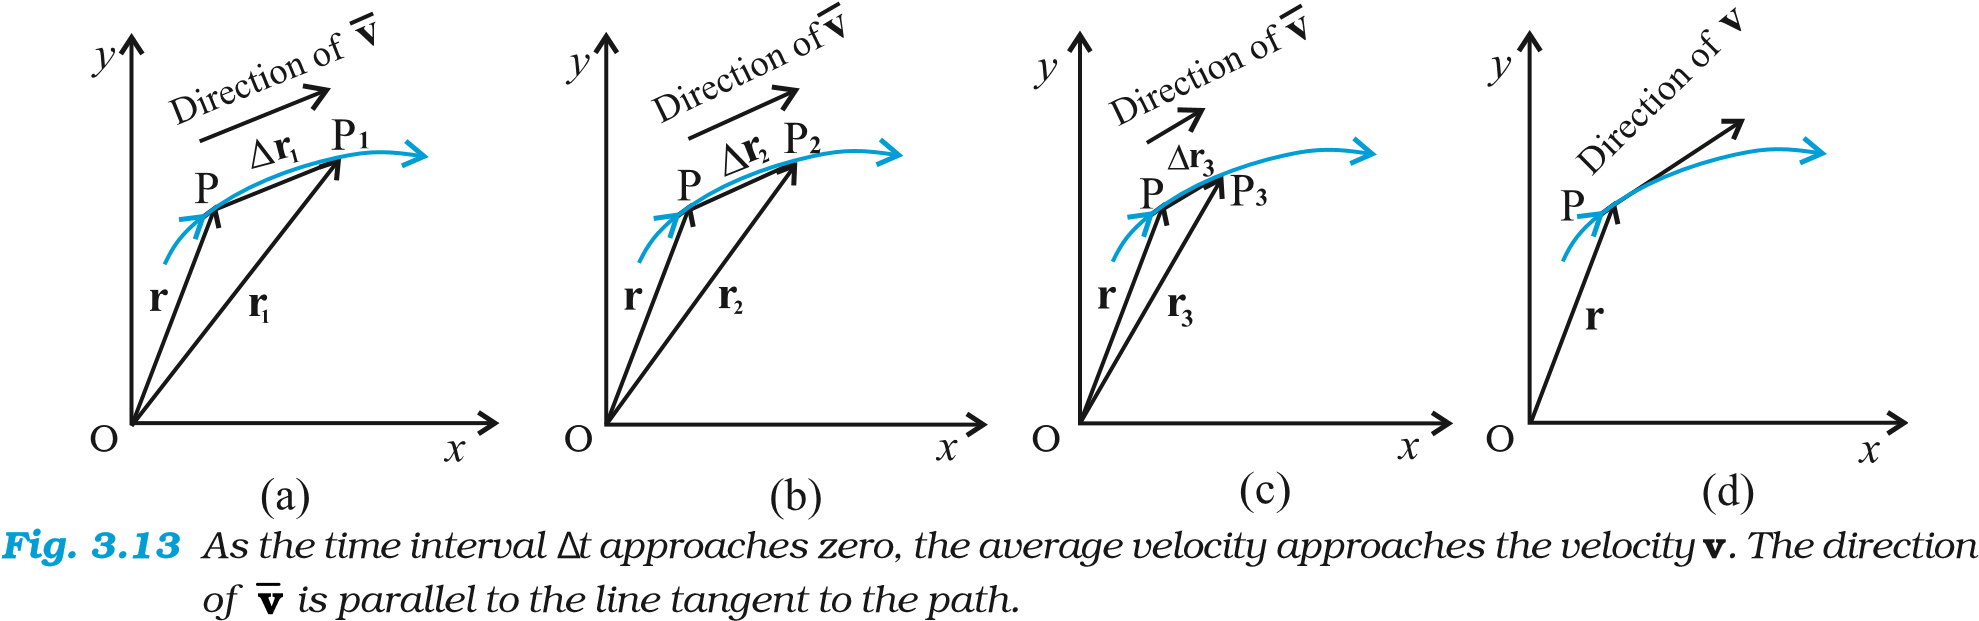 Direction of v̅
y
P
Δr₁
P₁
r
r₁
O
x
(a)
Direction of v̅
y
P
Δr₂
P₂
r
r₂
O
x
(b)
Direction of v̅
y
P
Δr₃
P₃
r
r₃
O
x
(c)
Direction of v
y
P
r
O
x
(d)
Fig. 3.13 As the time interval Δt approaches zero, the average velocity approaches the velocity v. The direction
of v̅ is parallel to the line tangent to the path.